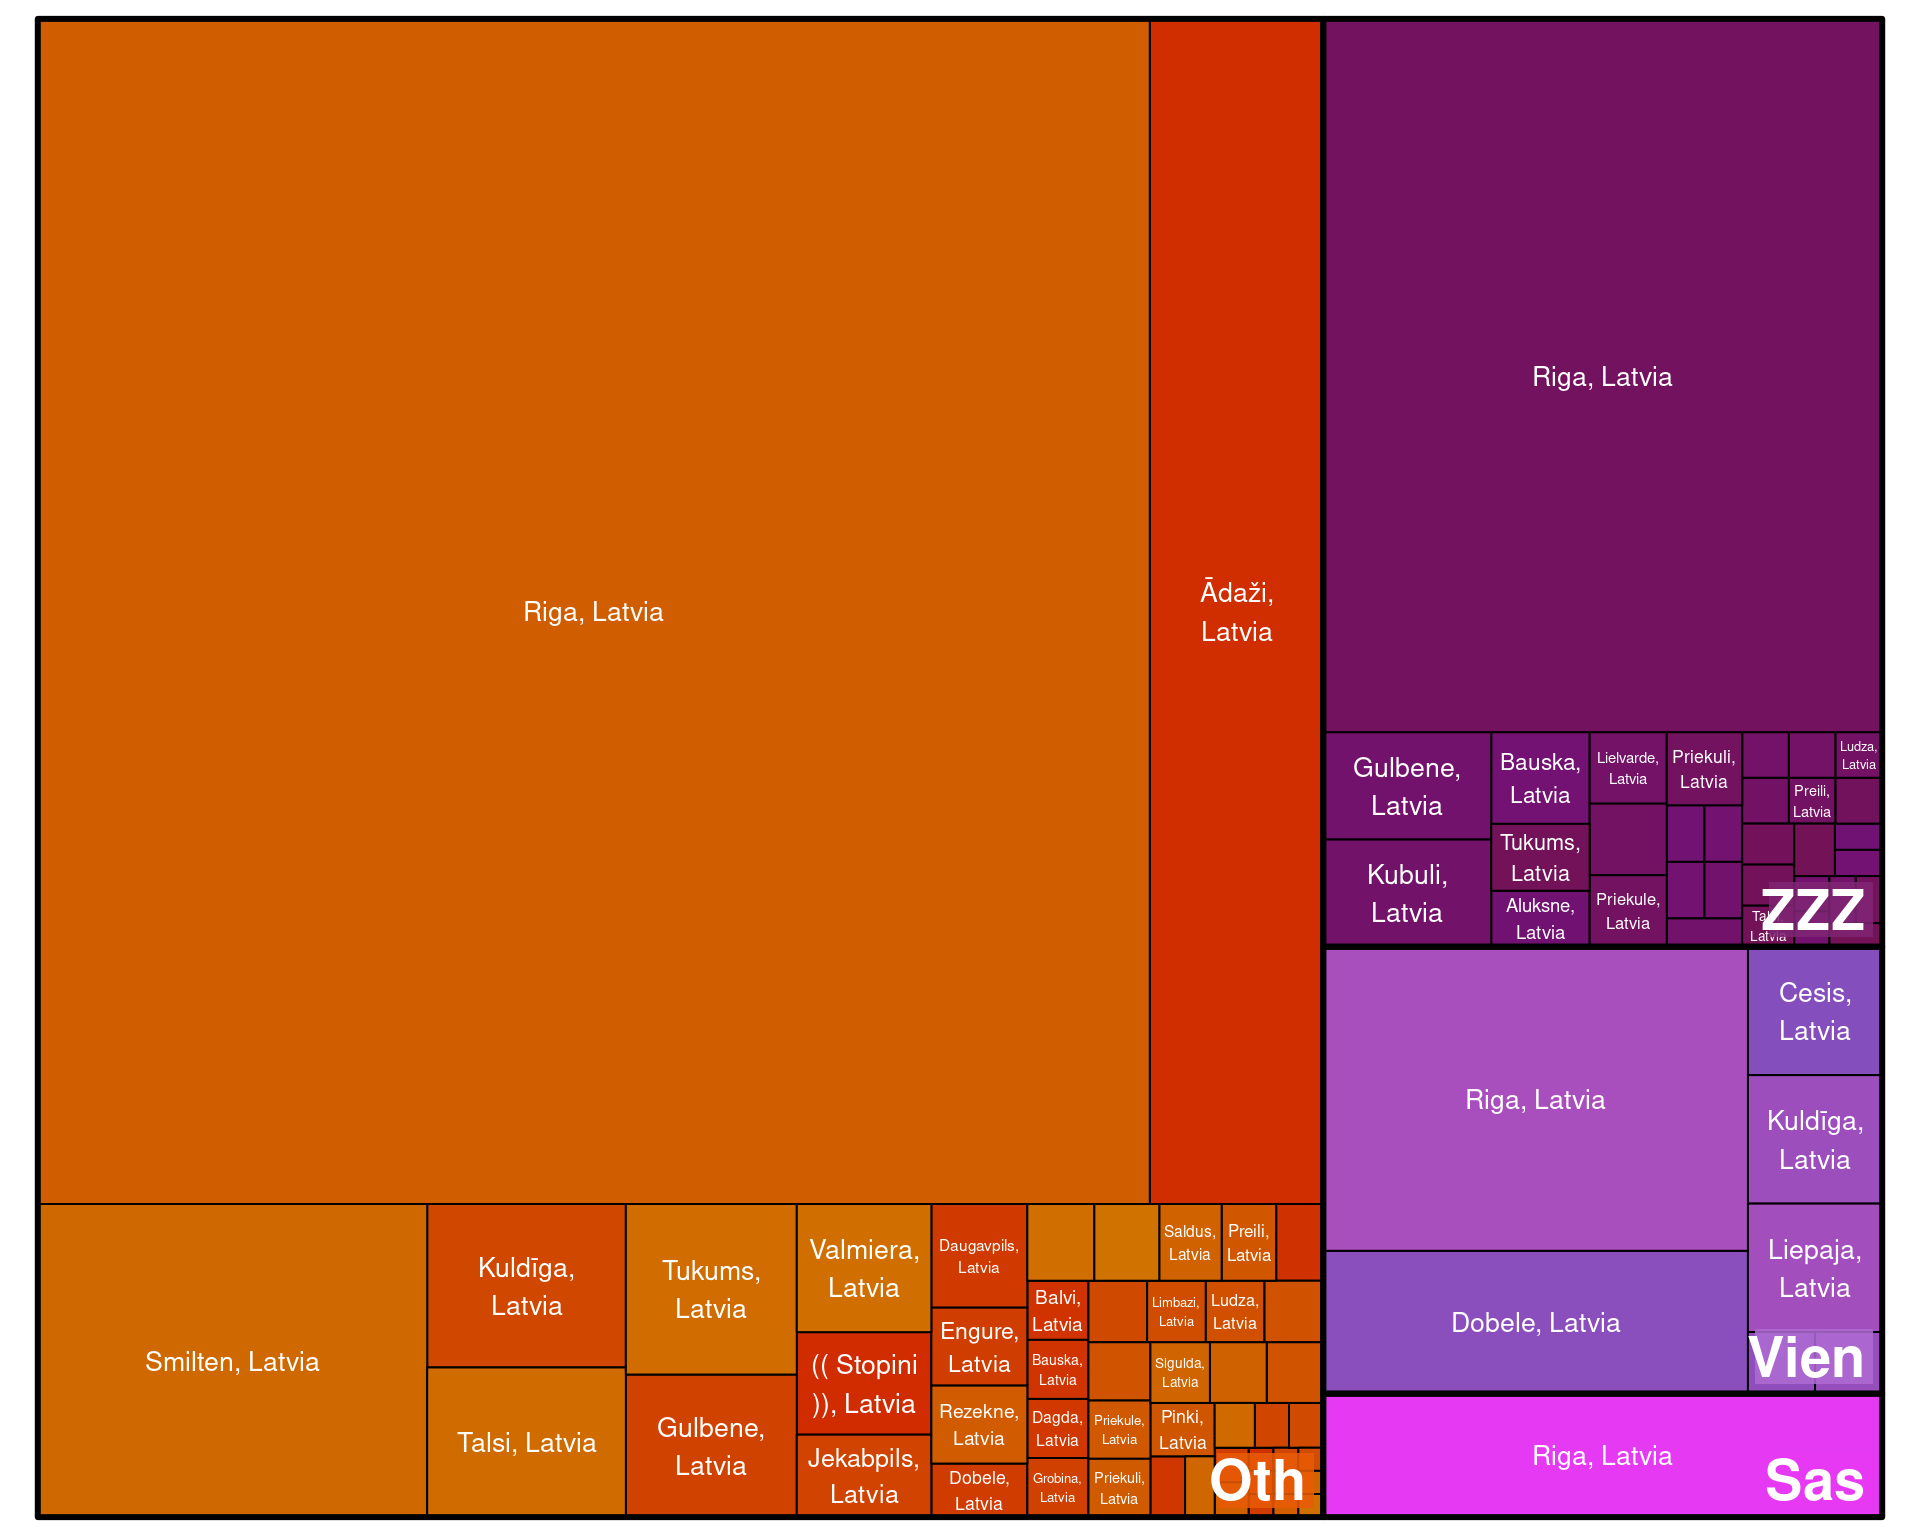 Riga, Latvia
Ādaži,
Latvia
Smilten, Latvia
Kuldīga,
Latvia
Talsi, Latvia
Tukums,
Latvia
Gulbene,
Latvia
Valmiera,
Latvia
(( Stopini
)), Latvia
Jekabpils,
Latvia
Daugavpils,
Latvia
Engure,
Latvia
Rezekne,
Latvia
Dobele,
Latvia
Balvi,
Latvia
Bauska,
Latvia
Dagda,
Latvia
Grobina,
Latvia
Priekule,
Latvia
Priekuli,
Latvia
Saldus,
Latvia
Preili,
Latvia
Limbazi,
Latvia
Ludza,
Latvia
Sigulda,
Latvia
Pinki,
Latvia
Oth
Riga, Latvia
Gulbene,
Latvia
Kubuli,
Latvia
Bauska,
Latvia
Tukums,
Latvia
Aluksne,
Latvia
Lielvarde,
Latvia
Priekule,
Latvia
Priekuli,
Latvia
Ludza,
Latvia
Preili,
Latvia
Latvia
ZZZ
Riga, Latvia
Dobele, Latvia
Cesis,
Latvia
Kuldīga,
Latvia
Liepaja,
Latvia
Vien
Riga, Latvia
Sas